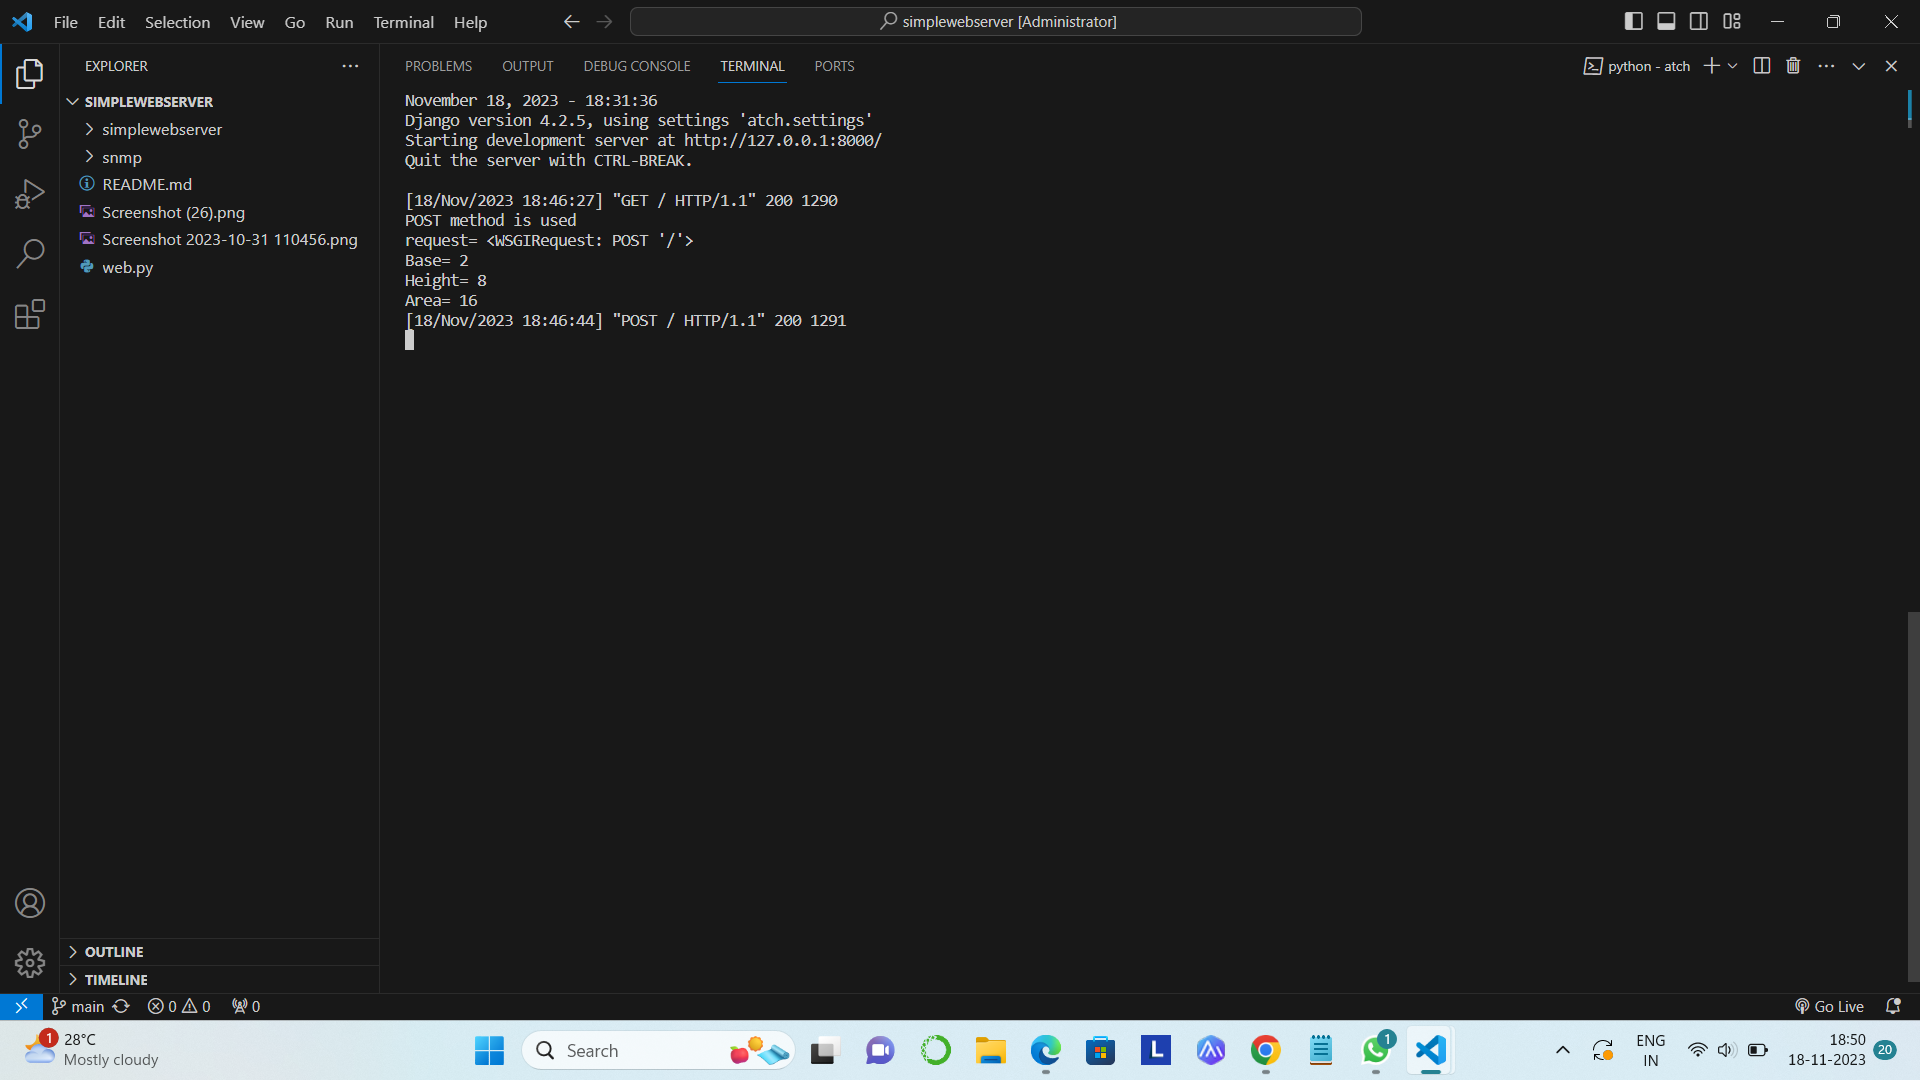 File Edit Selection View Go Run Terminal Help
simplewebserver [Administrator]
EXPLORER
SIMPLEWEBSERVER
simplewebserver
snmp
README.md
Screenshot (26).png
Screenshot 2023-10-31 110456.png
web.py
OUTLINE
TIMELINE
PROBLEMS OUTPUT DEBUG CONSOLE TERMINAL PORTS
python - atch
November 18, 2023 - 18:31:36
Django version 4.2.5, using settings 'atch.settings'
Starting development server at http://127.0.0.1:8000/
Quit the server with CTRL-BREAK.
[18/Nov/2023 18:46:27] "GET / HTTP/1.1" 200 1290
POST method is used
request= <WSGIRequest: POST '/'>
Base= 2
Height= 8
Area= 16
[18/Nov/2023 18:46:44] "POST / HTTP/1.1" 200 1291
main 0 0 0
Go Live
1
28°C
Mostly cloudy
Search
L
1
ENG
IN
18:50
18-11-2023
20